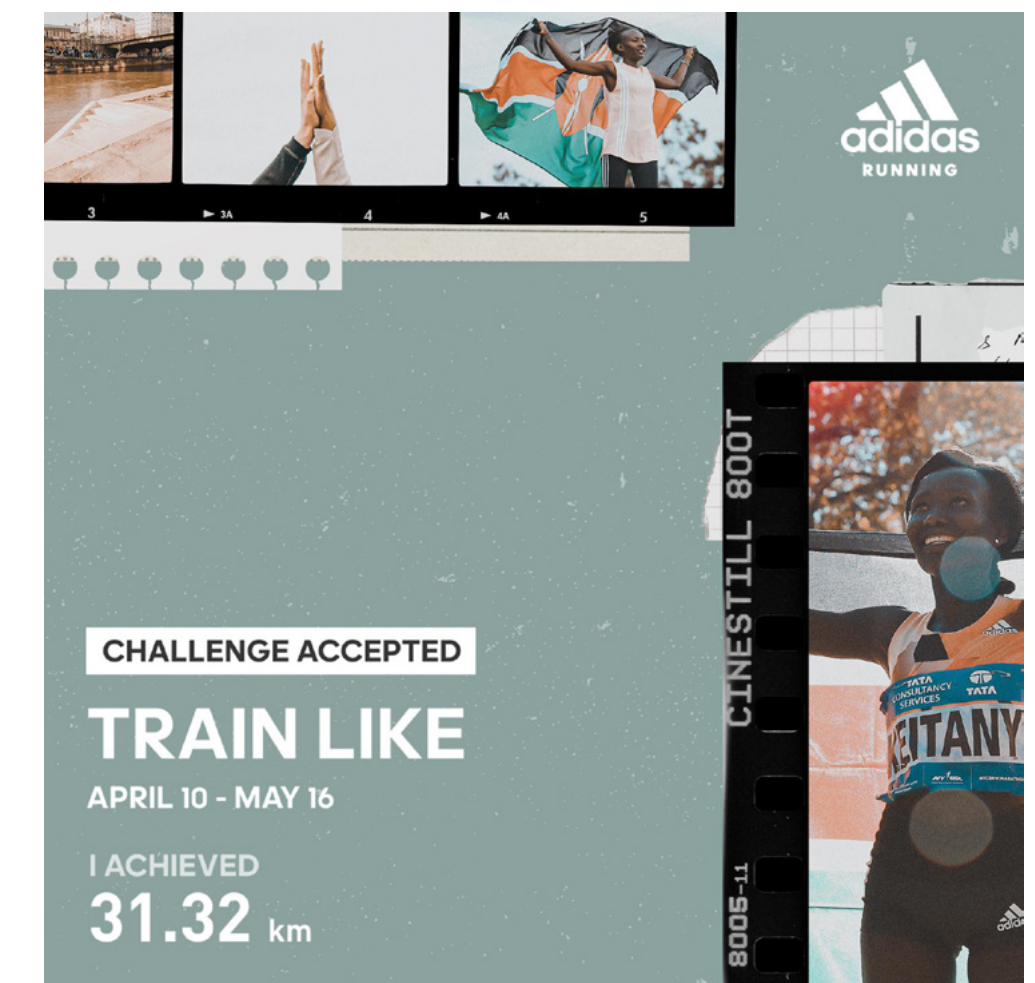 3
3A
4
4A
5
adidas
RUNNING
CINESTILL 800T
8005-11
adidas
TATA
CONSULTANCY
SERVICES
TATA
KEITANY
adidas
CHALLENGE ACCEPTED
TRAIN LIKE
APRIL 10 - MAY 16
I ACHIEVED
31.32 km